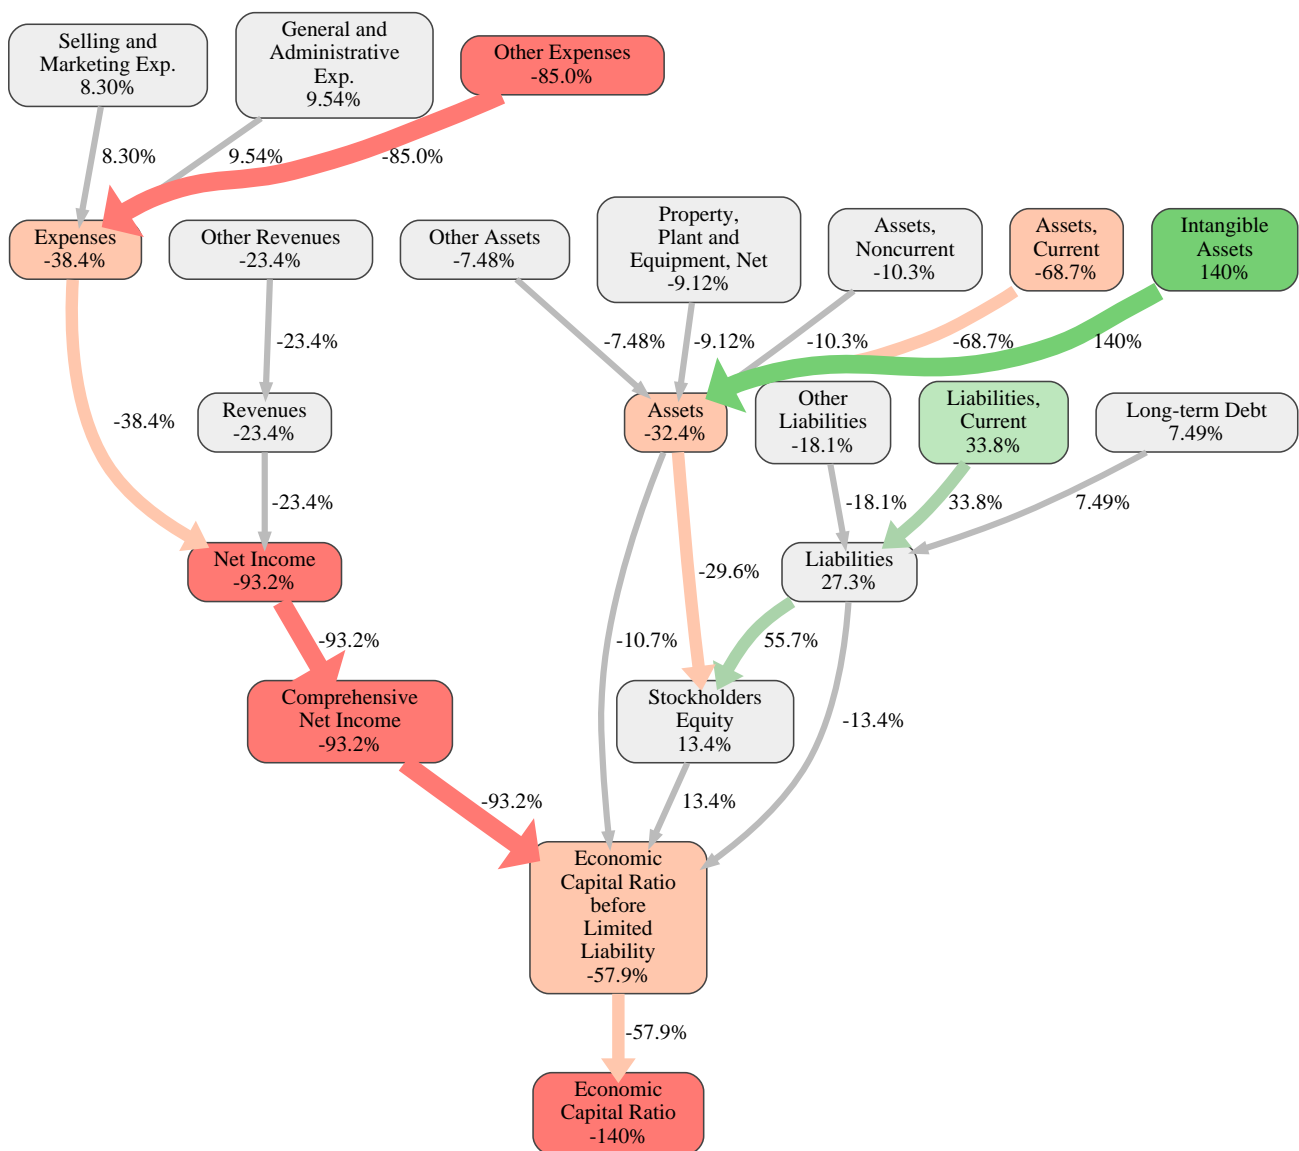 Selling and
Marketing Exp.
8.30%
General and
Administrative
Exp.
9.54%
Other Expenses
-85.0%
8.30%
9.54%
-85.0%
Expenses
-38.4%
Other Revenues
-23.4%
Other Assets
-7.48%
Property,
Plant and
Equipment, Net
-9.12%
Assets,
Noncurrent
-10.3%
Assets,
Current
-68.7%
Intangible
Assets
140%
-23.4%
-7.48%
-9.12%
-10.3%
-68.7%
140%
-38.4%
Revenues
-23.4%
Assets
-32.4%
Other
Liabilities
-18.1%
Liabilities,
Current
33.8%
Long-term Debt
7.49%
-23.4%
-18.1%
33.8%
7.49%
Net Income
-93.2%
-29.6%
Liabilities
27.3%
-93.2%
-10.7%
55.7%
Comprehensive
Net Income
-93.2%
Stockholders
Equity
13.4%
-13.4%
-93.2%
13.4%
Economic
Capital Ratio
before
Limited
Liability
-57.9%
-57.9%
Economic
Capital Ratio
-140%